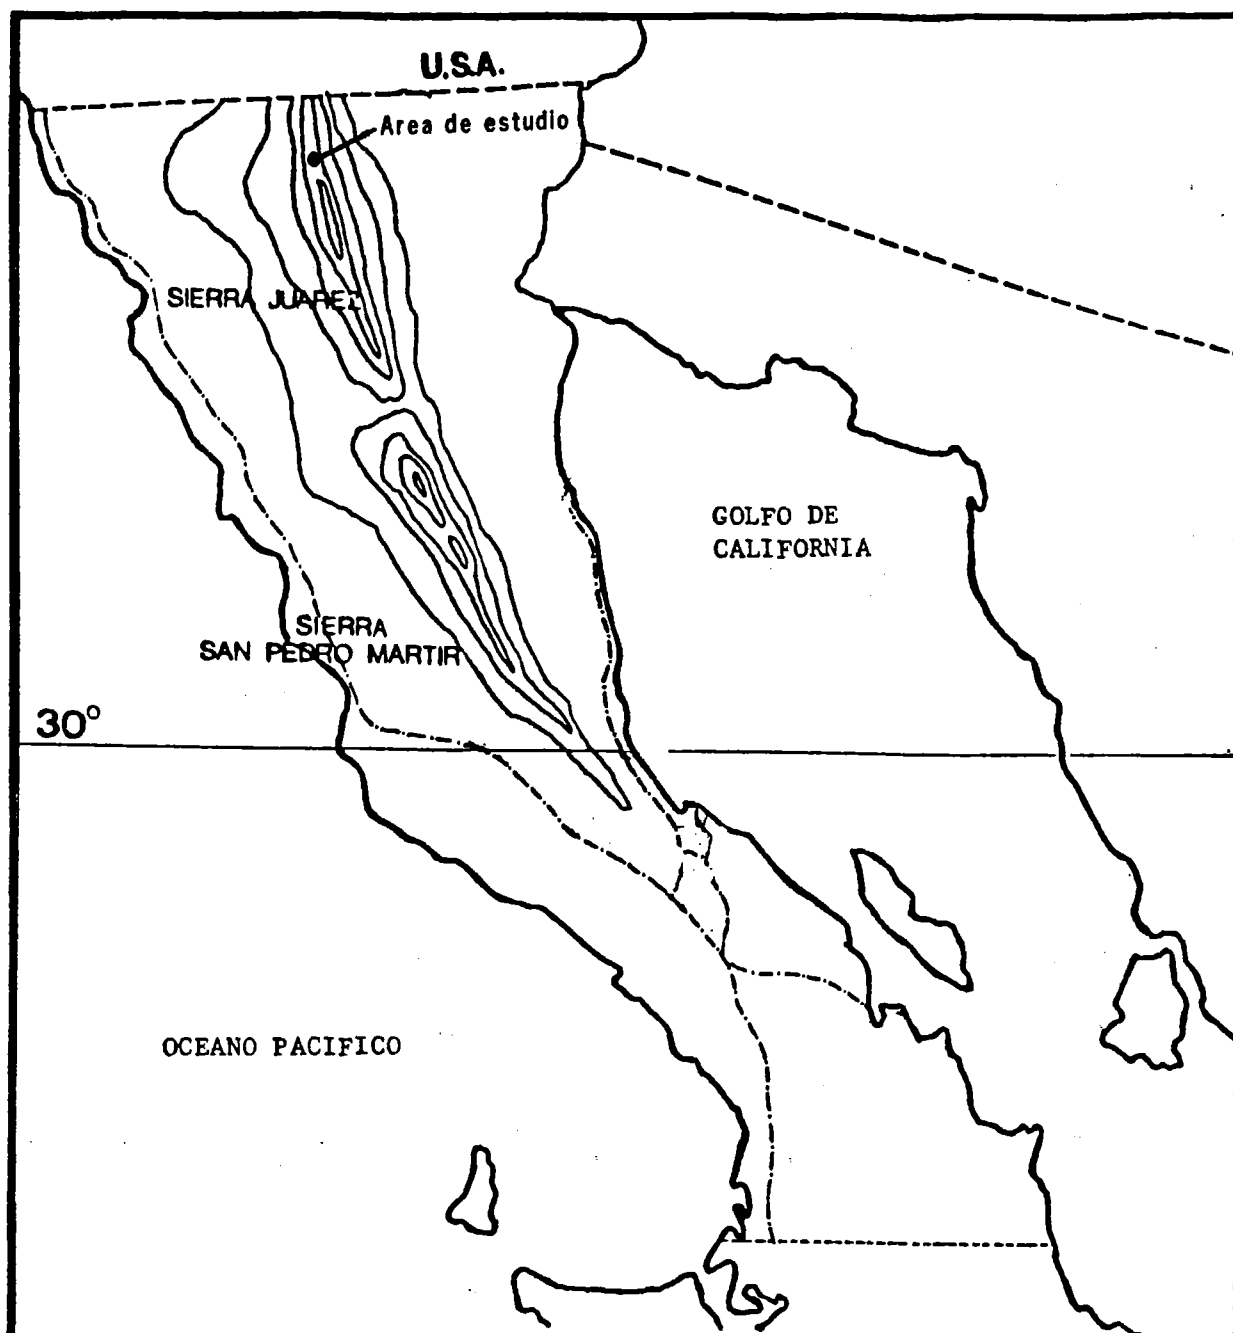 U.S.A.
Area de estudio
SIERRA JUAREZ
GOLFO DE
CALIFORNIA
SIERRA
SAN PEDRO MARTIR
30°
OCEANO PACIFICO